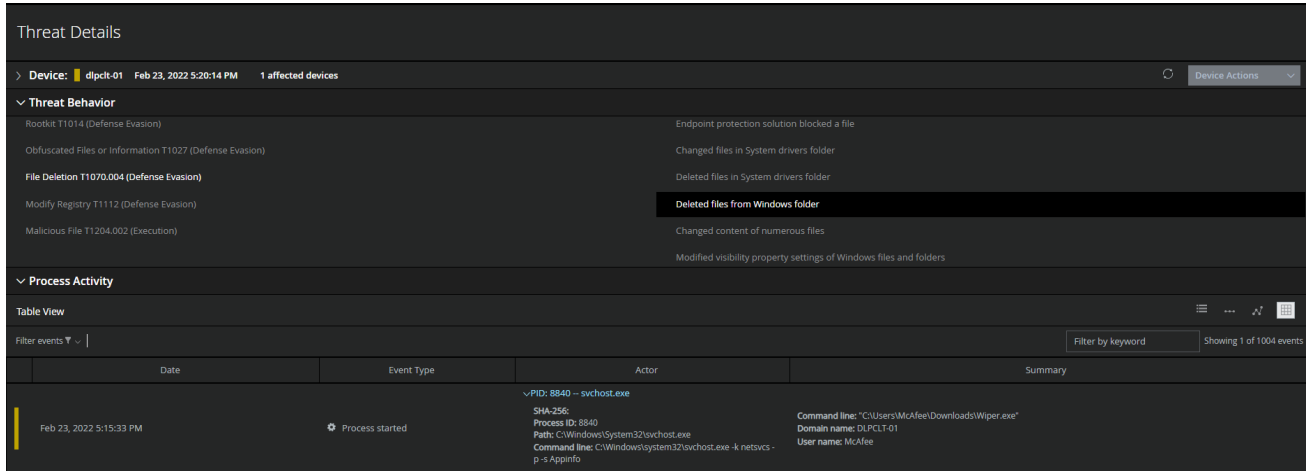 Threat Details
Device: dlpclt-01 Feb 23, 2022 5:20:14 PM 1 affected devices Device Actions
Threat Behavior
Rootkit T1014 (Defense Evasion) Endpoint protection solution blocked a file
Obfuscated Files or Information T1027 (Defense Evasion) Changed files in System drivers folder
File Deletion T1070.004 (Defense Evasion) Deleted files in System drivers folder
Modify Registry T1112 (Defense Evasion) Deleted files from Windows folder
Malicious File T1204.002 (Execution) Changed content of numerous files
Modified visibility property settings of Windows files and folders
Process Activity
Table View
Filter events Filter by keyword Showing 1 of 1004 events
Date Event Type Actor Summary
PID: 8840 -- svchost.exe
SHA-256:
Process ID: 8840
Path: C:\Windows\System32\svchost.exe
Command line: C:\Windows\system32\svchost.exe -k netsvcs -
p -s Appinfo
Feb 23, 2022 5:15:33 PM Process started
Command line: "C:\Users\McAfee\Downloads\Wiper.exe"
Domain name: DLPCLT-01
User name: McAfee